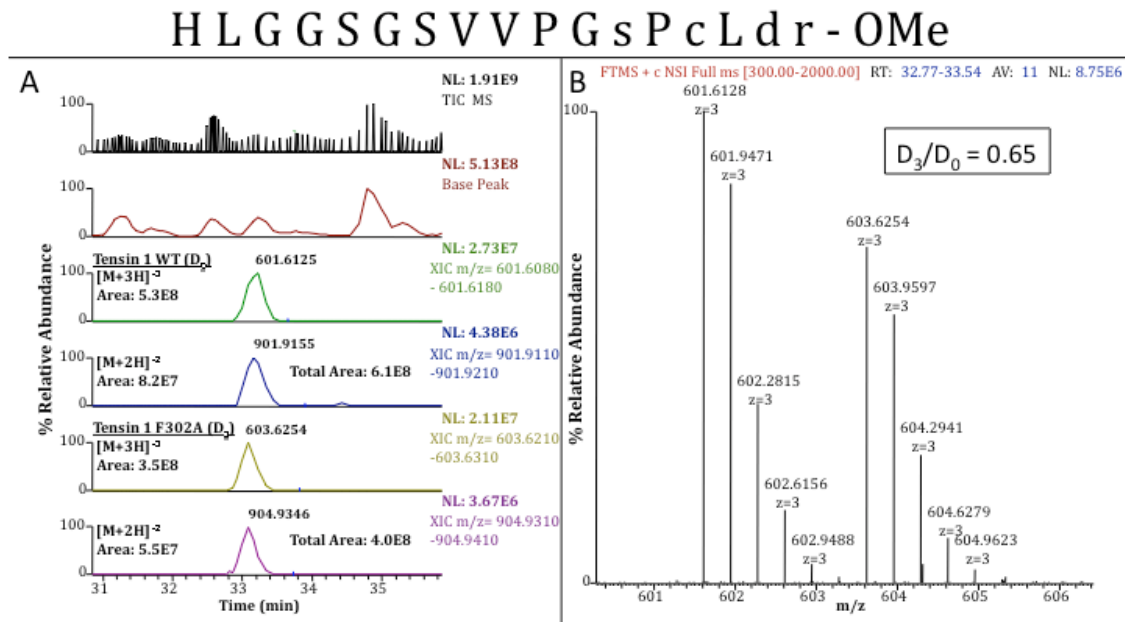 H L G G S G S V V P G s P c L d r - O M e
A
NL: 1.91E9
TIC MS
100
0
NL: 5.13E8
Base Peak
100
0
NL: 2.73E7
XIC m/z= 601.6080
- 601.6180
Tensin 1 WT (D
601.6125
[M+3H]
Area: 5.3E8
100
0
NL: 4.38E6
XIC m/z= 901.9110
-901.9210
901.9155
[M+2H]
Area: 8.2E7
Total Area: 6.1E8
100
0
NL: 2.11E7
XIC m/z= 603.6210
-603.6310
Tensin 1 F302A (D
603.6254
[M+3H]
Area: 3.5E8
100
0
NL: 3.67E6
XIC m/z= 904.9310
-904.9410
904.9346
[M+2H]
Area: 5.5E7
Total Area: 4.0E8
100
0
31 32 33 34 35
Time (min)
% Relative Abundance
B
FTMS + c NSI Full ms [300.00-2000.00] RT: 32.77-33.54 AV: 11 NL: 8.75E6
D3/D0 = 0.65
100
0
601.6128
z=3
601.9471
z=3
602.2815
z=3
602.6156
z=3
602.9488
z=3
603.6254
z=3
603.9597
z=3
604.2941
z=3
604.6279
z=3
604.9623
z=3
601 602 603 604 605 606
m/z
% Relative Abundance